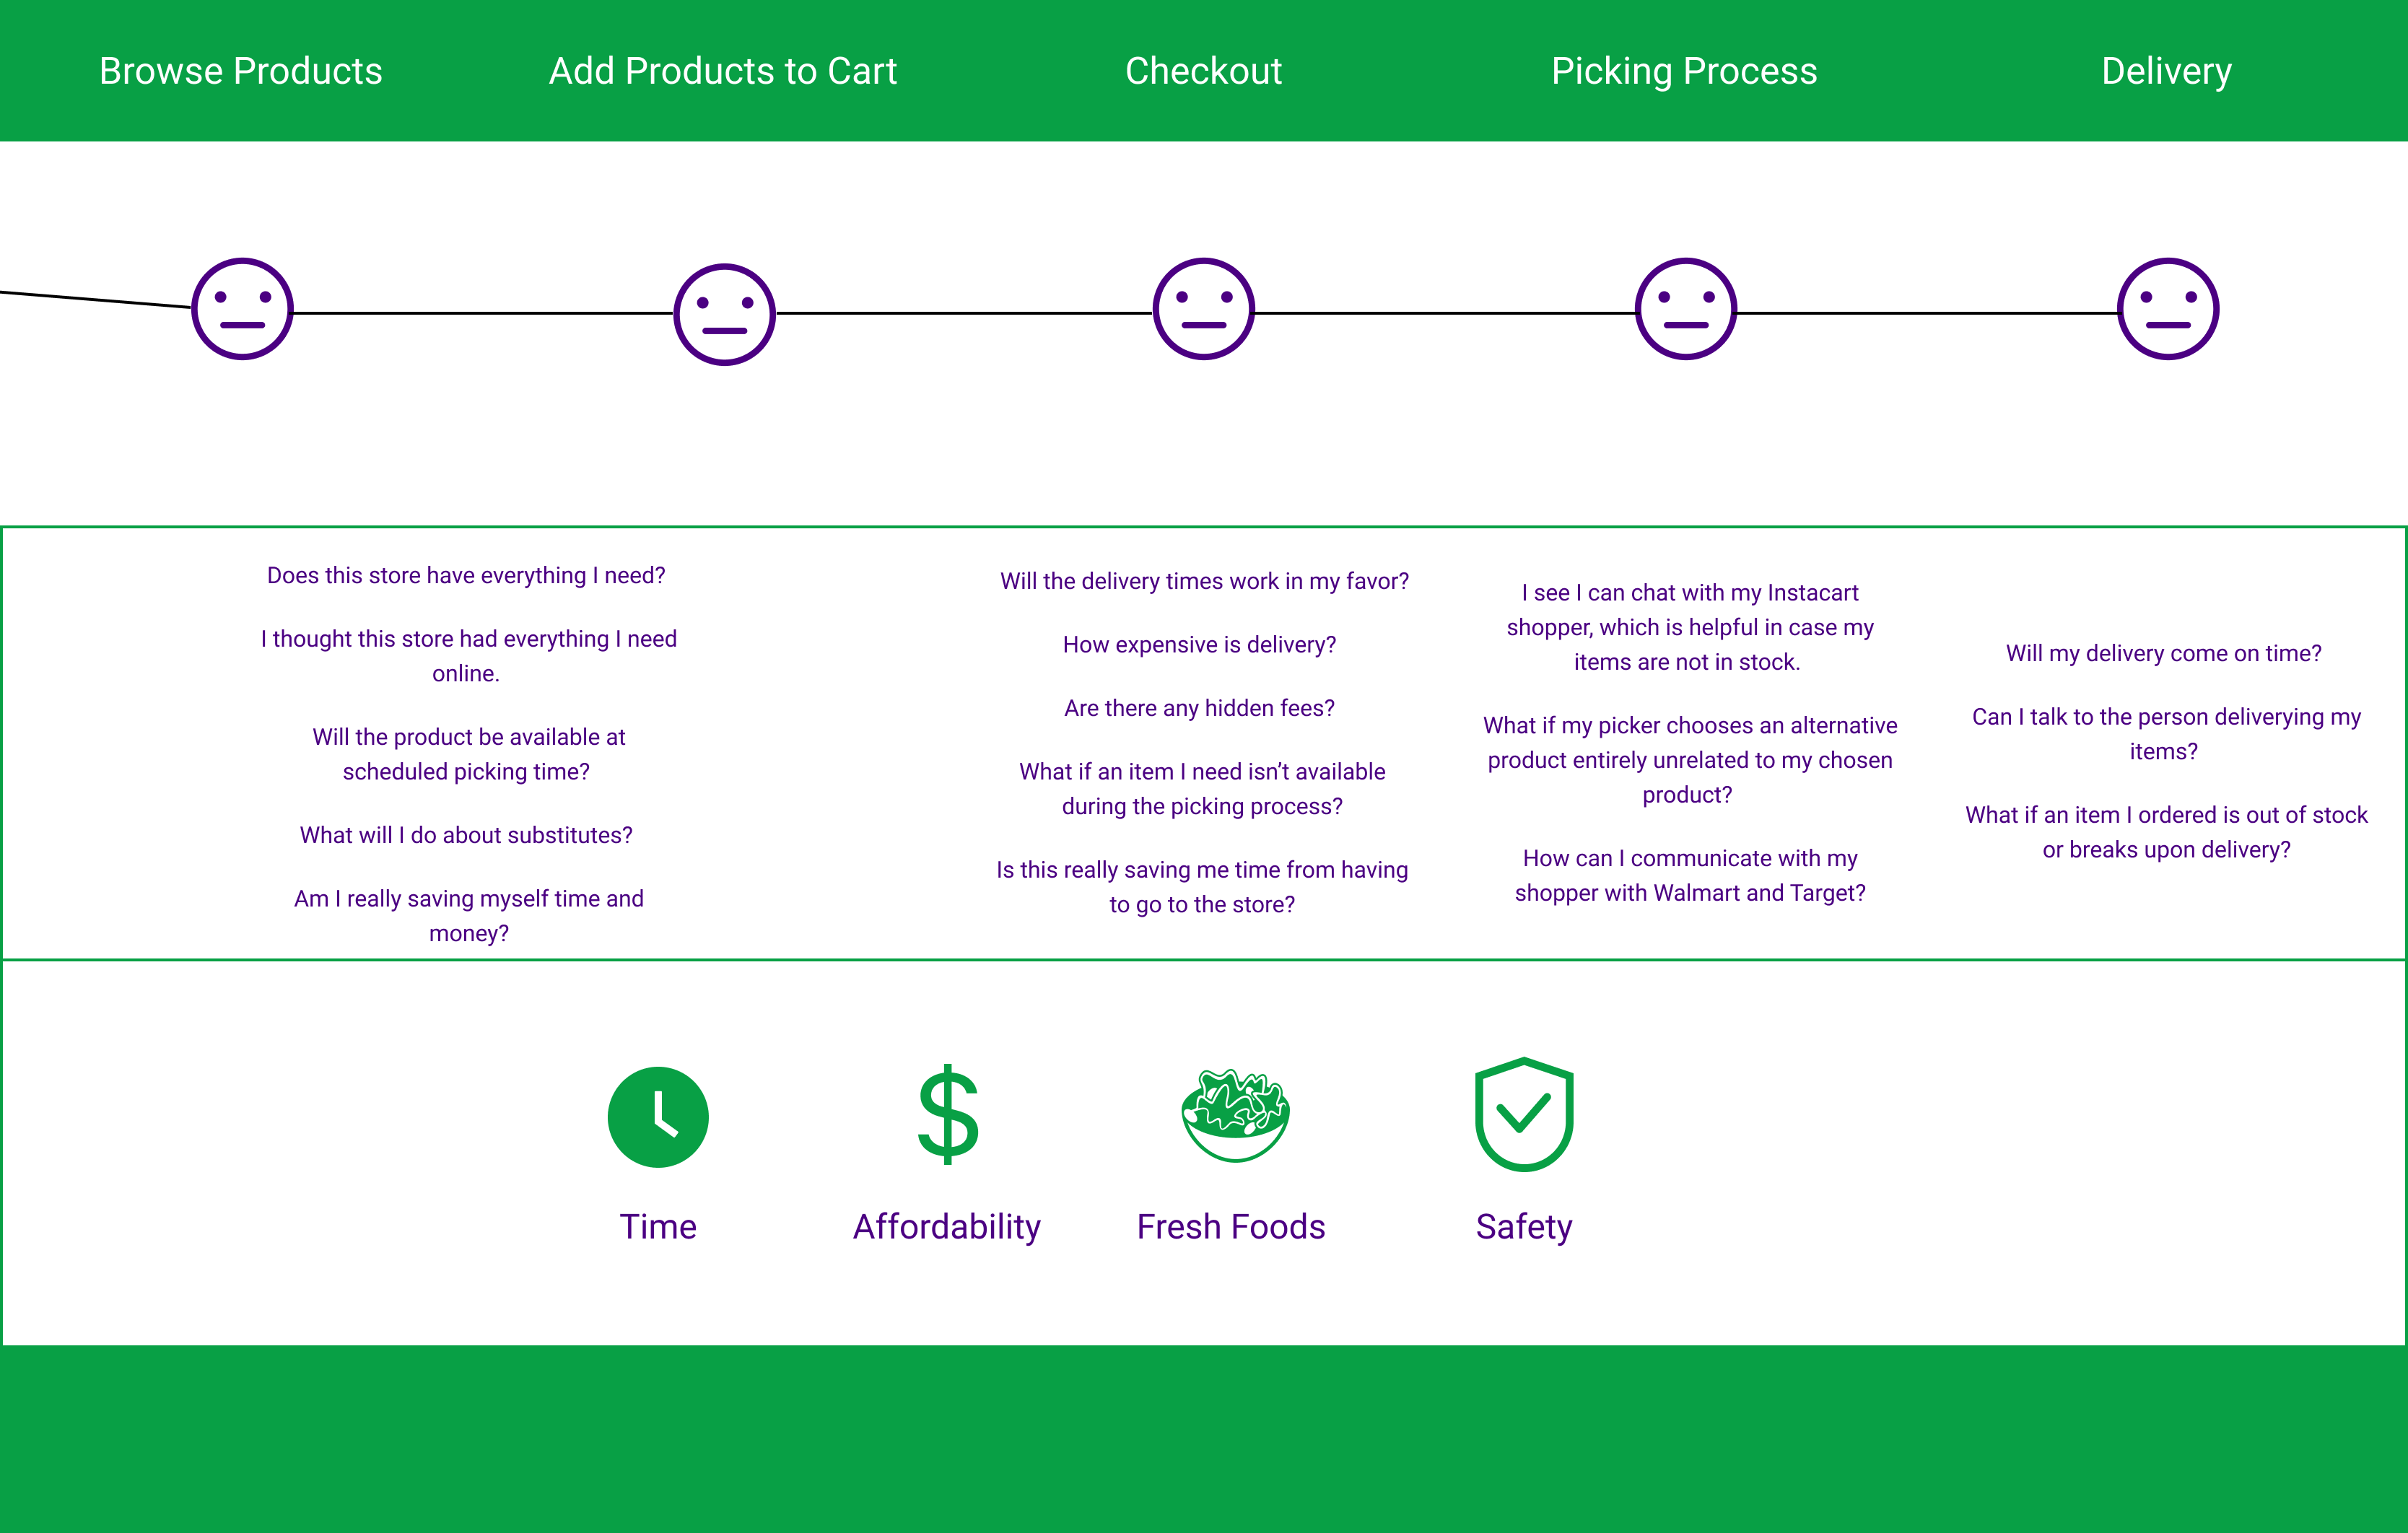 Browse Products
Add Products to Cart
Checkout
Picking Process
Delivery
Does this store have everything I need?
I thought this store had everything I need
online.
Will the product be available at
scheduled picking time?
What will I do about substitutes?
Am I really saving myself time and
money?
Will the delivery times work in my favor?
How expensive is delivery?
Are there any hidden fees?
What if an item I need isn’t available
during the picking process?
Is this really saving me time from having
to go to the store?
I see I can chat with my Instacart
shopper, which is helpful in case my
items are not in stock.
What if my picker chooses an alternative
product entirely unrelated to my chosen
product?
How can I communicate with my
shopper with Walmart and Target?
Will my delivery come on time?
Can I talk to the person deliverying my
items?
What if an item I ordered is out of stock
or breaks upon delivery?
$
Time
Affordability
Fresh Foods
Safety